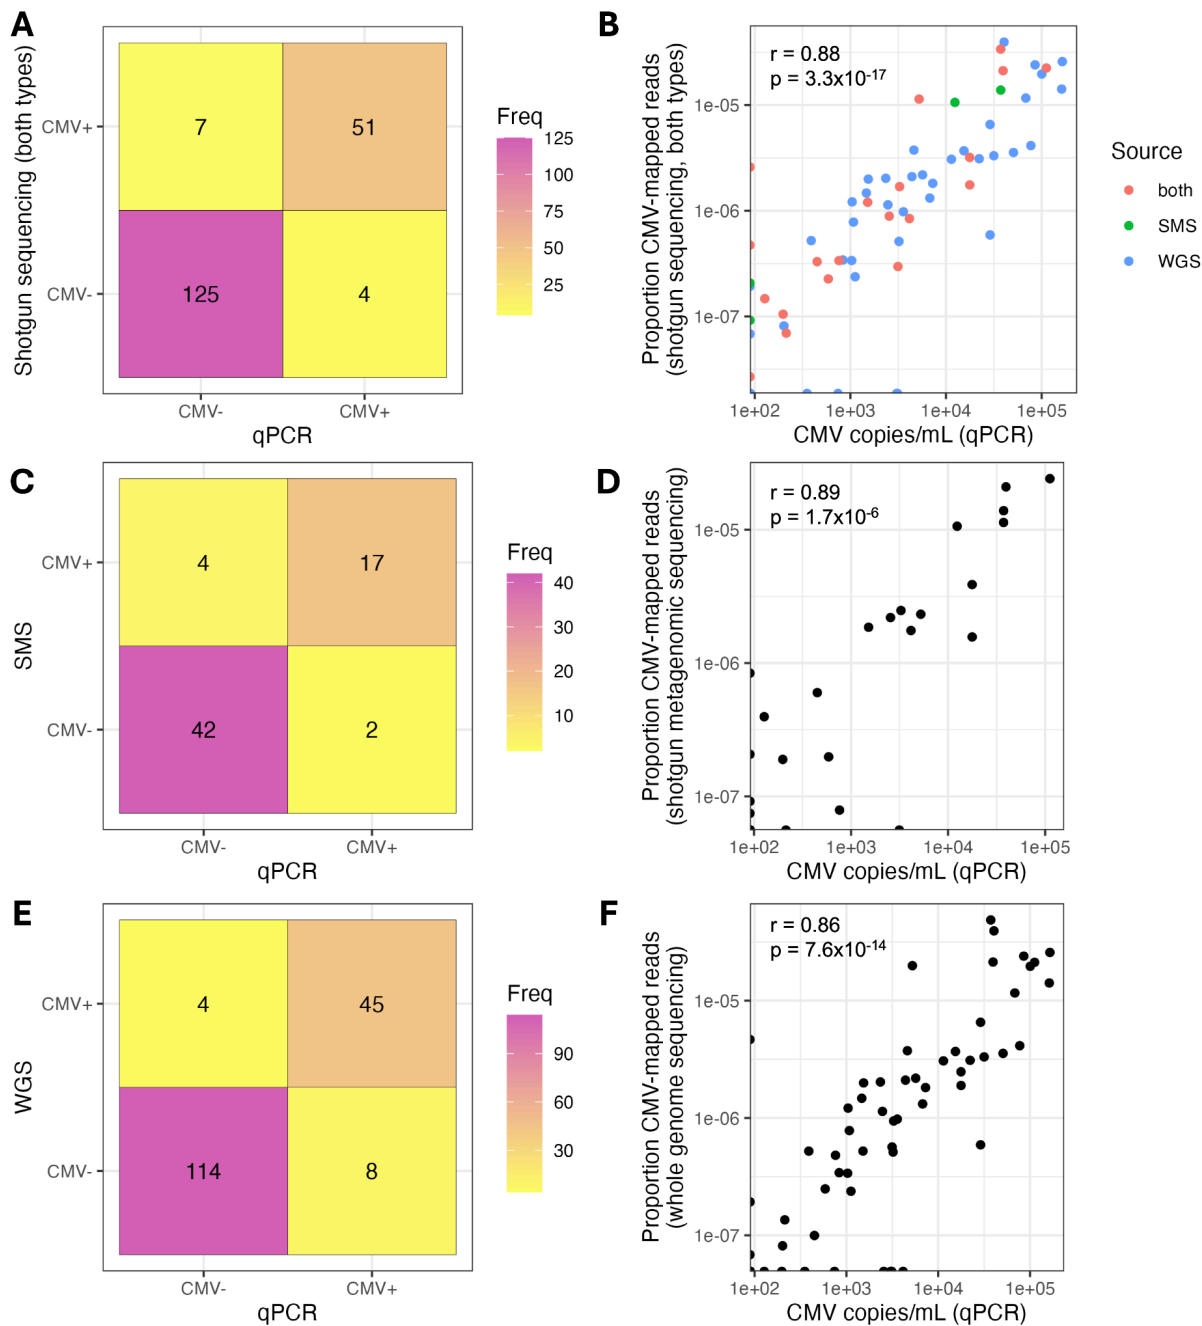 A
Shotgun sequencing (both types)
CMV+
CMV-
7
51
125
4
CMV-
CMV+
qPCR
Freq
125
100
75
50
25
B
Proportion CMV-mapped reads
(shotgun sequencing, both types)
r = 0.88
p = 3.3x10-17
1e-05
1e-06
1e-07
1e+02
1e+03
1e+04
1e+05
CMV copies/mL (qPCR)
Source
both
SMS
WGS
C
SMS
CMV+
CMV-
4
17
42
2
CMV-
CMV+
qPCR
Freq
40
30
20
10
D
Proportion CMV-mapped reads
(shotgun metagenomic sequencing)
r = 0.89
p = 1.7x10-6
1e-05
1e-06
1e-07
1e+02
1e+03
1e+04
1e+05
CMV copies/mL (qPCR)
E
WGS
CMV+
CMV-
4
45
114
8
CMV-
CMV+
qPCR
Freq
90
60
30
F
Proportion CMV-mapped reads
(whole genome sequencing)
r = 0.86
p = 7.6x10-14
1e-05
1e-06
1e-07
1e+02
1e+03
1e+04
1e+05
CMV copies/mL (qPCR)